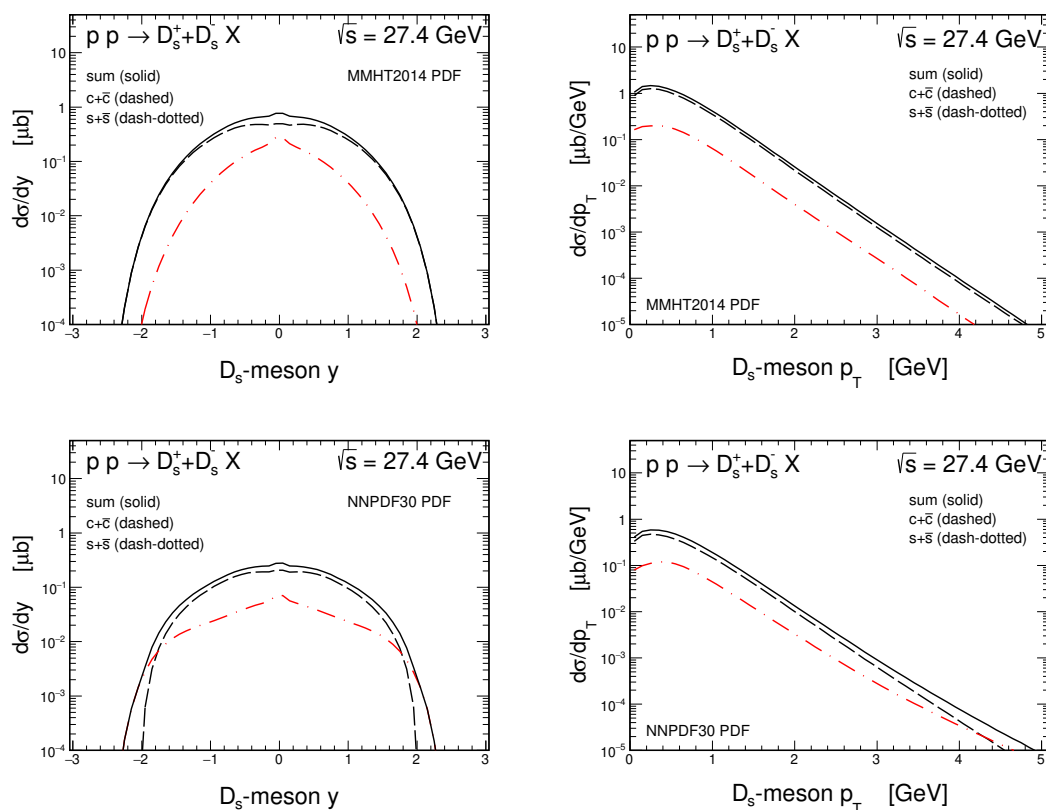 p p → D_s^+ + D_s^- X √s = 27.4 GeV
MMHT2014 PDF
sum (solid)
c+c̄ (dashed)
s+s̄ (dash-dotted)
dσ/dy [μb]
10
1
10^−1
10^−2
10^−3
10^−4
−3 −2 −1 0 1 2 3
D_s-meson y
p p → D_s^+ + D_s^- X √s = 27.4 GeV
sum (solid)
c+c̄ (dashed)
s+s̄ (dash-dotted)
dσ/dp_T [μb/GeV]
10
1
10^−1
10^−2
10^−3
10^−4
10^−5
MMHT2014 PDF
0 1 2 3 4 5
D_s-meson p_T [GeV]
p p → D_s^+ + D_s^- X √s = 27.4 GeV
NNPDF30 PDF
sum (solid)
c+c̄ (dashed)
s+s̄ (dash-dotted)
dσ/dy [μb]
10
1
10^−1
10^−2
10^−3
10^−4
−3 −2 −1 0 1 2 3
D_s-meson y
p p → D_s^+ + D_s^- X √s = 27.4 GeV
sum (solid)
c+c̄ (dashed)
s+s̄ (dash-dotted)
dσ/dp_T [μb/GeV]
10
1
10^−1
10^−2
10^−3
10^−4
10^−5
NNPDF30 PDF
0 1 2 3 4 5
D_s-meson p_T [GeV]